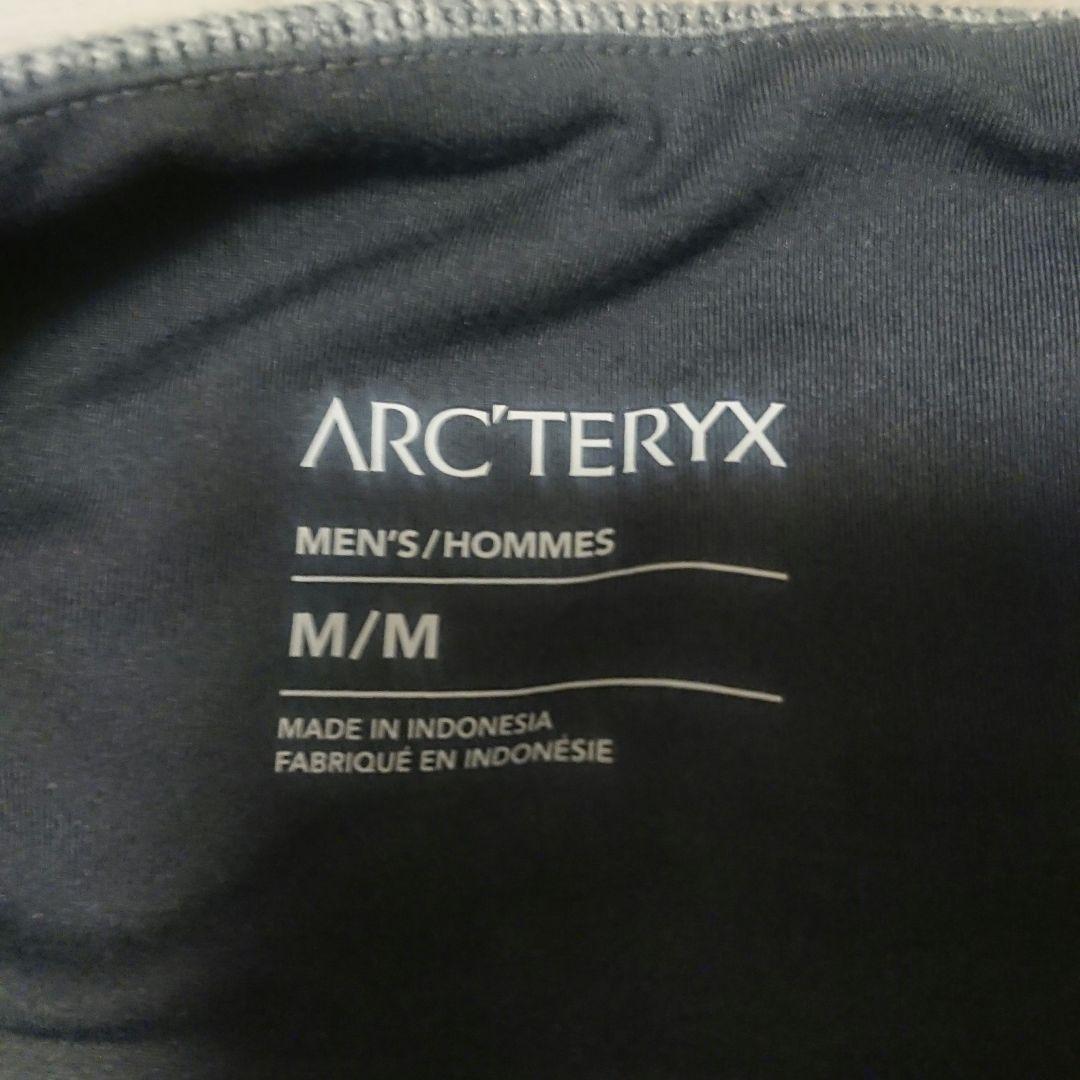 ARC'TERYX
MEN'S/HOMMES
M/M
MADE IN INDONESIA
FABRIQUÉ EN INDONÉSIE